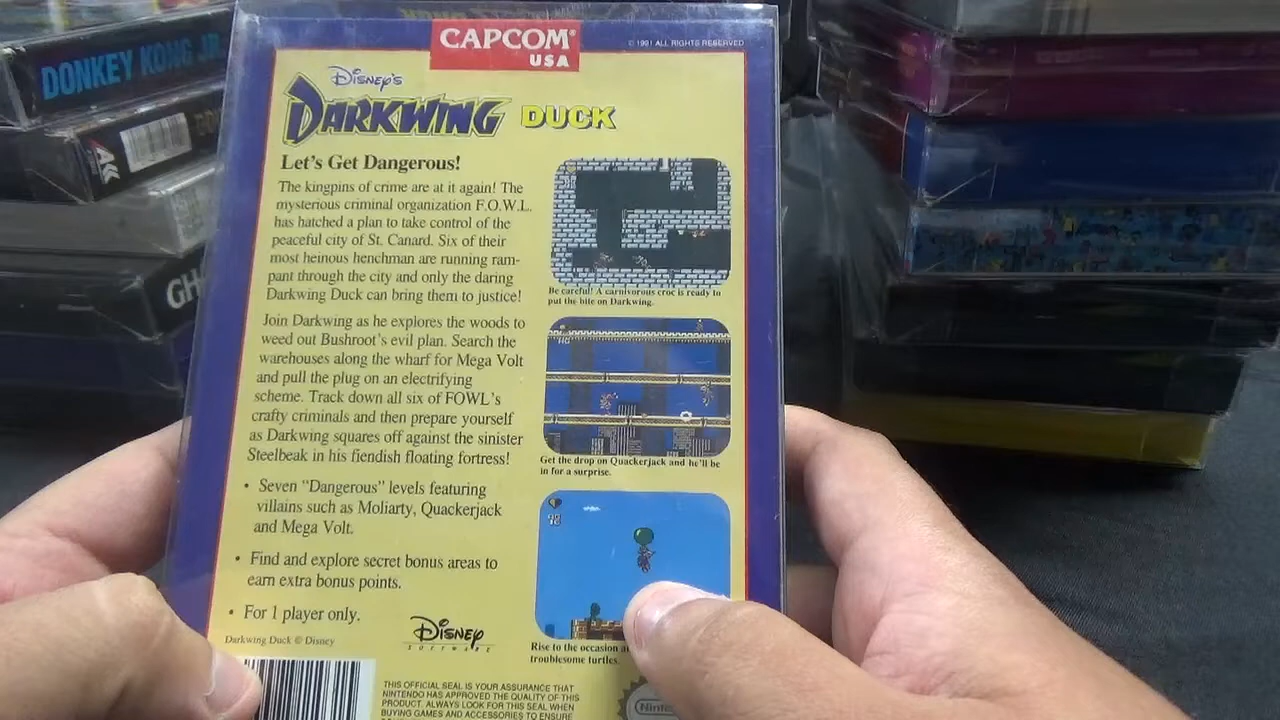 DONKEY KONG JR.
GH
CAPCOM®
USA
© 1991 ALL RIGHTS RESERVED
DISNEY'S
DARKWING DUCK
Let's Get Dangerous!
The kingpins of crime are at it again! The
mysterious criminal organization F.O.W.L.
has hatched a plan to take control of the
peaceful city of St. Canard. Six of their
most heinous henchman are running ram-
pant through the city and only the daring
Darkwing Duck can bring them to justice!
Join Darkwing as he explores the woods to
weed out Bushroot's evil plan. Search the
warehouses along the wharf for Mega Volt
and pull the plug on an electrifying
scheme. Track down all six of FOWL's
crafty criminals and then prepare yourself
as Darkwing squares off against the sinister
Steelbeak in his fiendish floating fortress!
• Seven "Dangerous" levels featuring
villains such as Moliarty, Quackerjack
and Mega Volt.
• Find and explore secret bonus areas to
earn extra bonus points.
• For 1 player only.
Darkwing Duck © Disney
Disney
SOFTWARE
Be careful! A carnivorous croc is ready to
put the bite on Darkwing.
Get the drop on Quackerjack and he'll be
in for a surprise.
Rise to the occasion
troublesome turtles.
THIS OFFICIAL SEAL IS YOUR ASSURANCE THAT
NINTENDO HAS APPROVED THE QUALITY OF THIS
PRODUCT. ALWAYS LOOK FOR THIS SEAL WHEN
BUYING GAMES AND ACCESSORIES TO ENSURE
Ninten